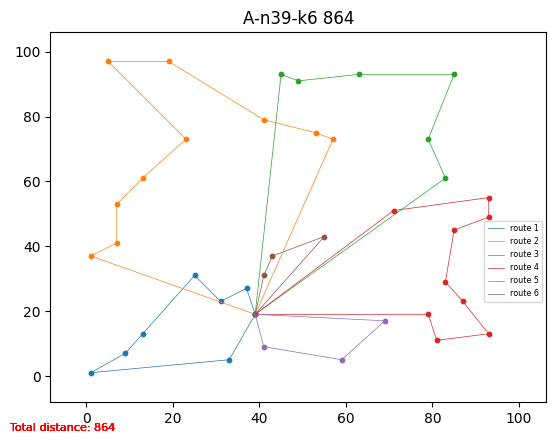 A-n39-k6 864
100
80
60
40
20
0
route 1
route 2
route 3
route 4
route 5
route 6
0 20 40 60 80 100
Total distance: 864